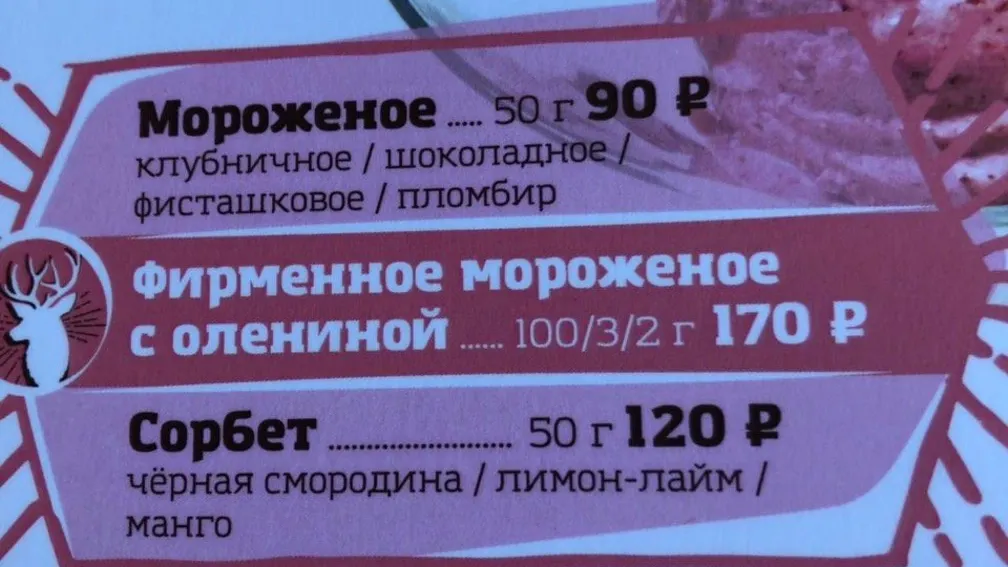 Мороженое ..... 50 г 90 ₽
клубничное / шоколадное /
фисташковое / пломбир
Фирменное мороженое
с олениной ...... 100/3/2 г 170 ₽
Сорбет ....................... 50 г 120 ₽
чёрная смородина / лимон-лайм /
манго